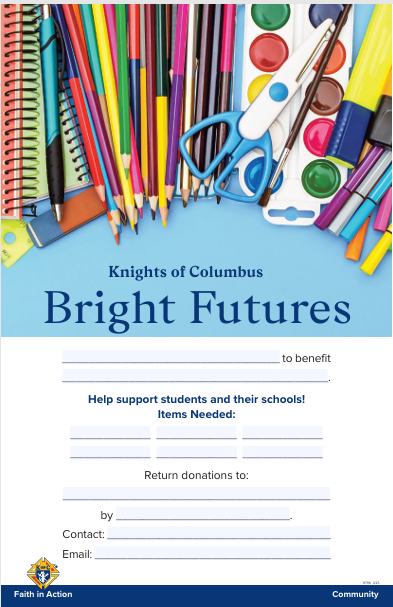 Knights of Columbus
Bright Futures
to benefit
.
Help support students and their schools!
Items Needed:
Return donations to:
by .
Contact:
Email:
Faith in Action
Community